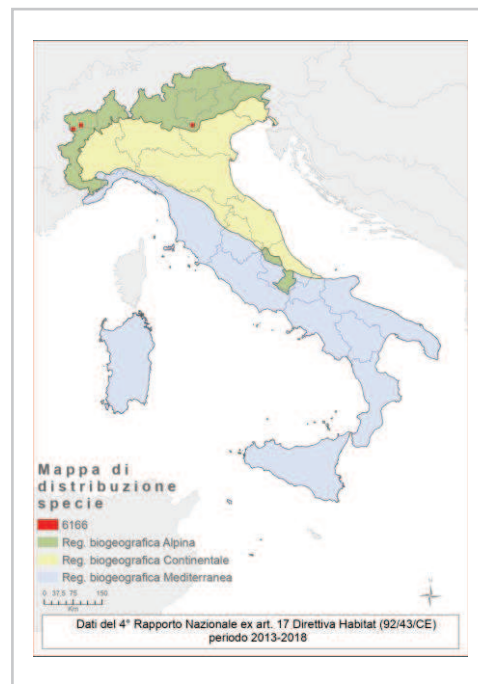 Mappa di
distribuzione
specie
6166
Reg. biogeografica Alpina
Reg. biogeografica Continentale
Reg. biogeografica Mediterranea
0 37,5 75 150
Km
N
Dati del 4° Rapporto Nazionale ex art. 17 Direttiva Habitat (92/43/CE)
periodo 2013-2018